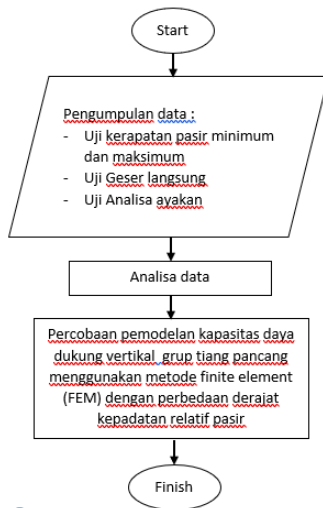 Start
Pengumpulan data :
- Uji kerapatan pasir minimum
dan maksimum
- Uji Geser langsung
- Uji Analisa ayakan
Analisa data
Percobaan pemodelan kapasitas daya
dukung vertikal grup tiang pancang
menggunakan metode finite element
(FEM) dengan perbedaan derajat
kepadatan relatif pasir
Finish